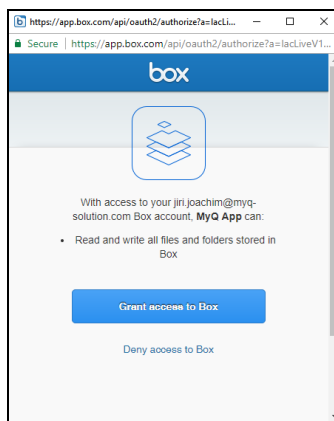 https://app.box.com/api/oauth2/authorize?a=IacLi...
Secure | https://app.box.com/api/oauth2/authorize?a=IacLiveV1...
box
With access to your jiri.joachim@myq-
solution.com Box account, MyQ App can:
• Read and write all files and folders stored in
Box
Grant access to Box
Deny access to Box